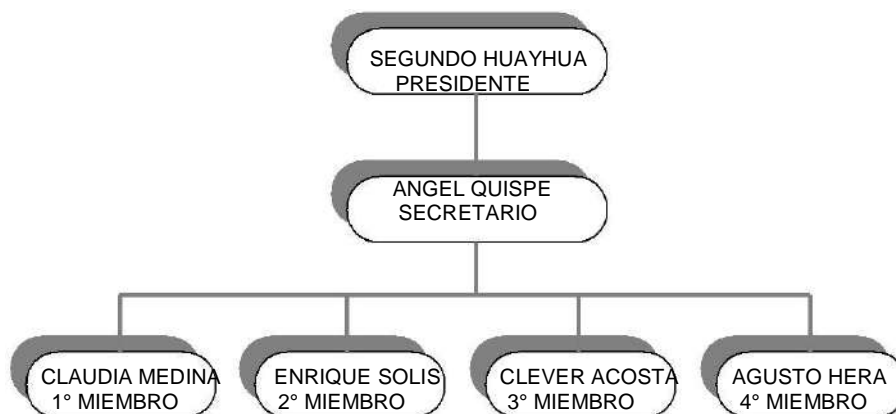 SEGUNDO HUAYHUA
PRESIDENTE
ANGEL QUISPE
SECRETARIO
CLAUDIA MEDINA
1° MIEMBRO
ENRIQUE SOLIS
2° MIEMBRO
CLEVER ACOSTA
3° MIEMBRO
AGUSTO HERA
4° MIEMBRO